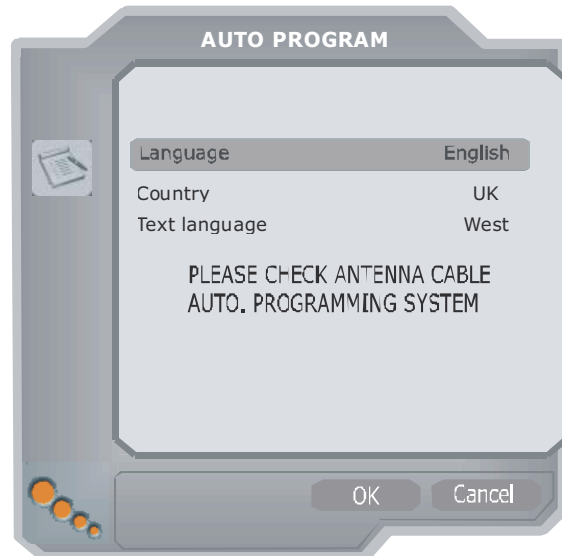 AUTO PROGRAM
Language English
Country UK
Text language West
PLEASE CHECK ANTENNA CABLE
AUTO. PROGRAMMING SYSTEM
OK Cancel